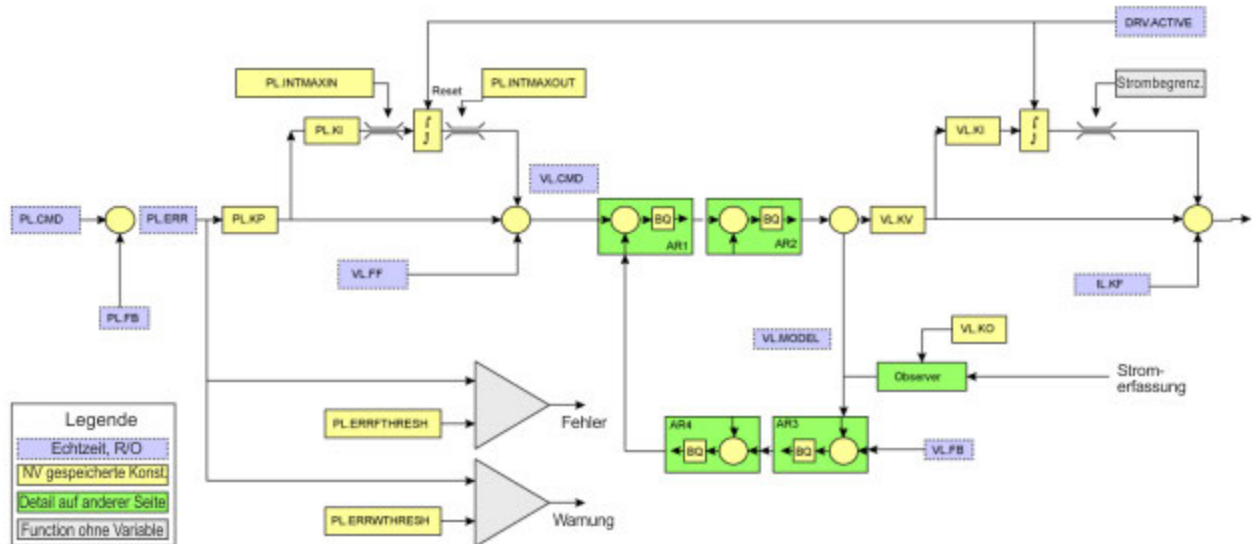 DRV.ACTIVE
PL.INTMAXIN
Reset
PL.INTMAXOUT
Strombegrenz.
PL.KI
VL.KI
VL.CMD
PL.CMD
PL.ERR
PL.KP
BQ
AR1
BQ
AR2
VL.KV
VL.FF
IL.KF
PL.FB
VL.MODEL
VL.KO
Observer
Strom-
erfassung
PL.ERRFTHRESH
Fehler
AR4
BQ
AR3
BQ
VL.FB
PL.ERRWTHRESH
Warnung
Legende
Echtzeit, R/O
NV gespeicherte Konst.
Detail auf anderer Seite
Function ohne Variable